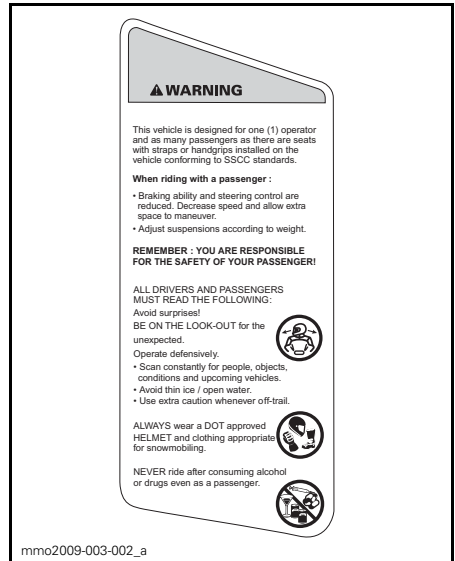 WARNING
This vehicle is designed for one (1) operator
and as many passengers as there are seats
with straps or handgrips installed on the
vehicle conforming to SSCC standards.
When riding with a passenger :
• Braking ability and steering control are
reduced. Decrease speed and allow extra
space to maneuver.
• Adjust suspensions according to weight.
REMEMBER : YOU ARE RESPONSIBLE
FOR THE SAFETY OF YOUR PASSENGER!
ALL DRIVERS AND PASSENGERS
MUST READ THE FOLLOWING:
Avoid surprises!
BE ON THE LOOK-OUT for the
unexpected.
Operate defensively.
• Scan constantly for people, objects,
conditions and upcoming vehicles.
• Avoid thin ice / open water.
• Use extra caution whenever off-trail.
ALWAYS wear a DOT approved
HELMET and clothing appropriate
for snowmobiling.
NEVER ride after consuming alcohol
or drugs even as a passenger.
mmo2009-003-002_a